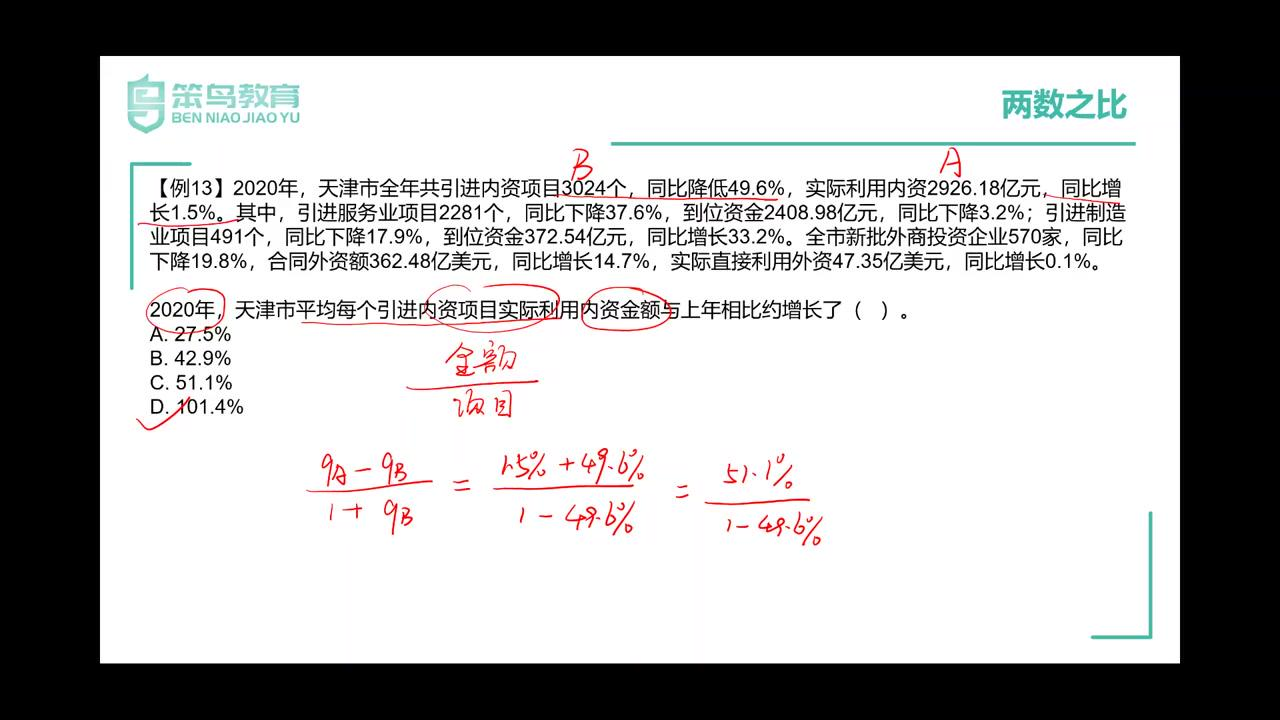 笨鸟教育
BEN NIAO JIAO YU
两数之比
B
A
【例13】2020年，天津市全年共引进内资项目3024个，同比降低49.6%，实际利用内资2926.18亿元，同比增
长1.5%。其中，引进服务业项目2281个，同比下降37.6%，到位资金2408.98亿元，同比下降3.2%；引进制造
业项目491个，同比下降17.9%，到位资金372.54亿元，同比增长33.2%。全市新批外商投资企业570家，同比
下降19.8%，合同外资额362.48亿美元，同比增长14.7%，实际直接利用外资47.35亿美元，同比增长0.1%。
2020年，天津市平均每个引进内资项目实际利用内资金额与上年相比约增长了（ ）。
A. 27.5%
B. 42.9%
C. 51.1%
D. 101.4%
金额
项目
qA - qB = 1.5% + 49.6% = 51.1%
1 + qB 1 - 49.6% 1 - 49.6%